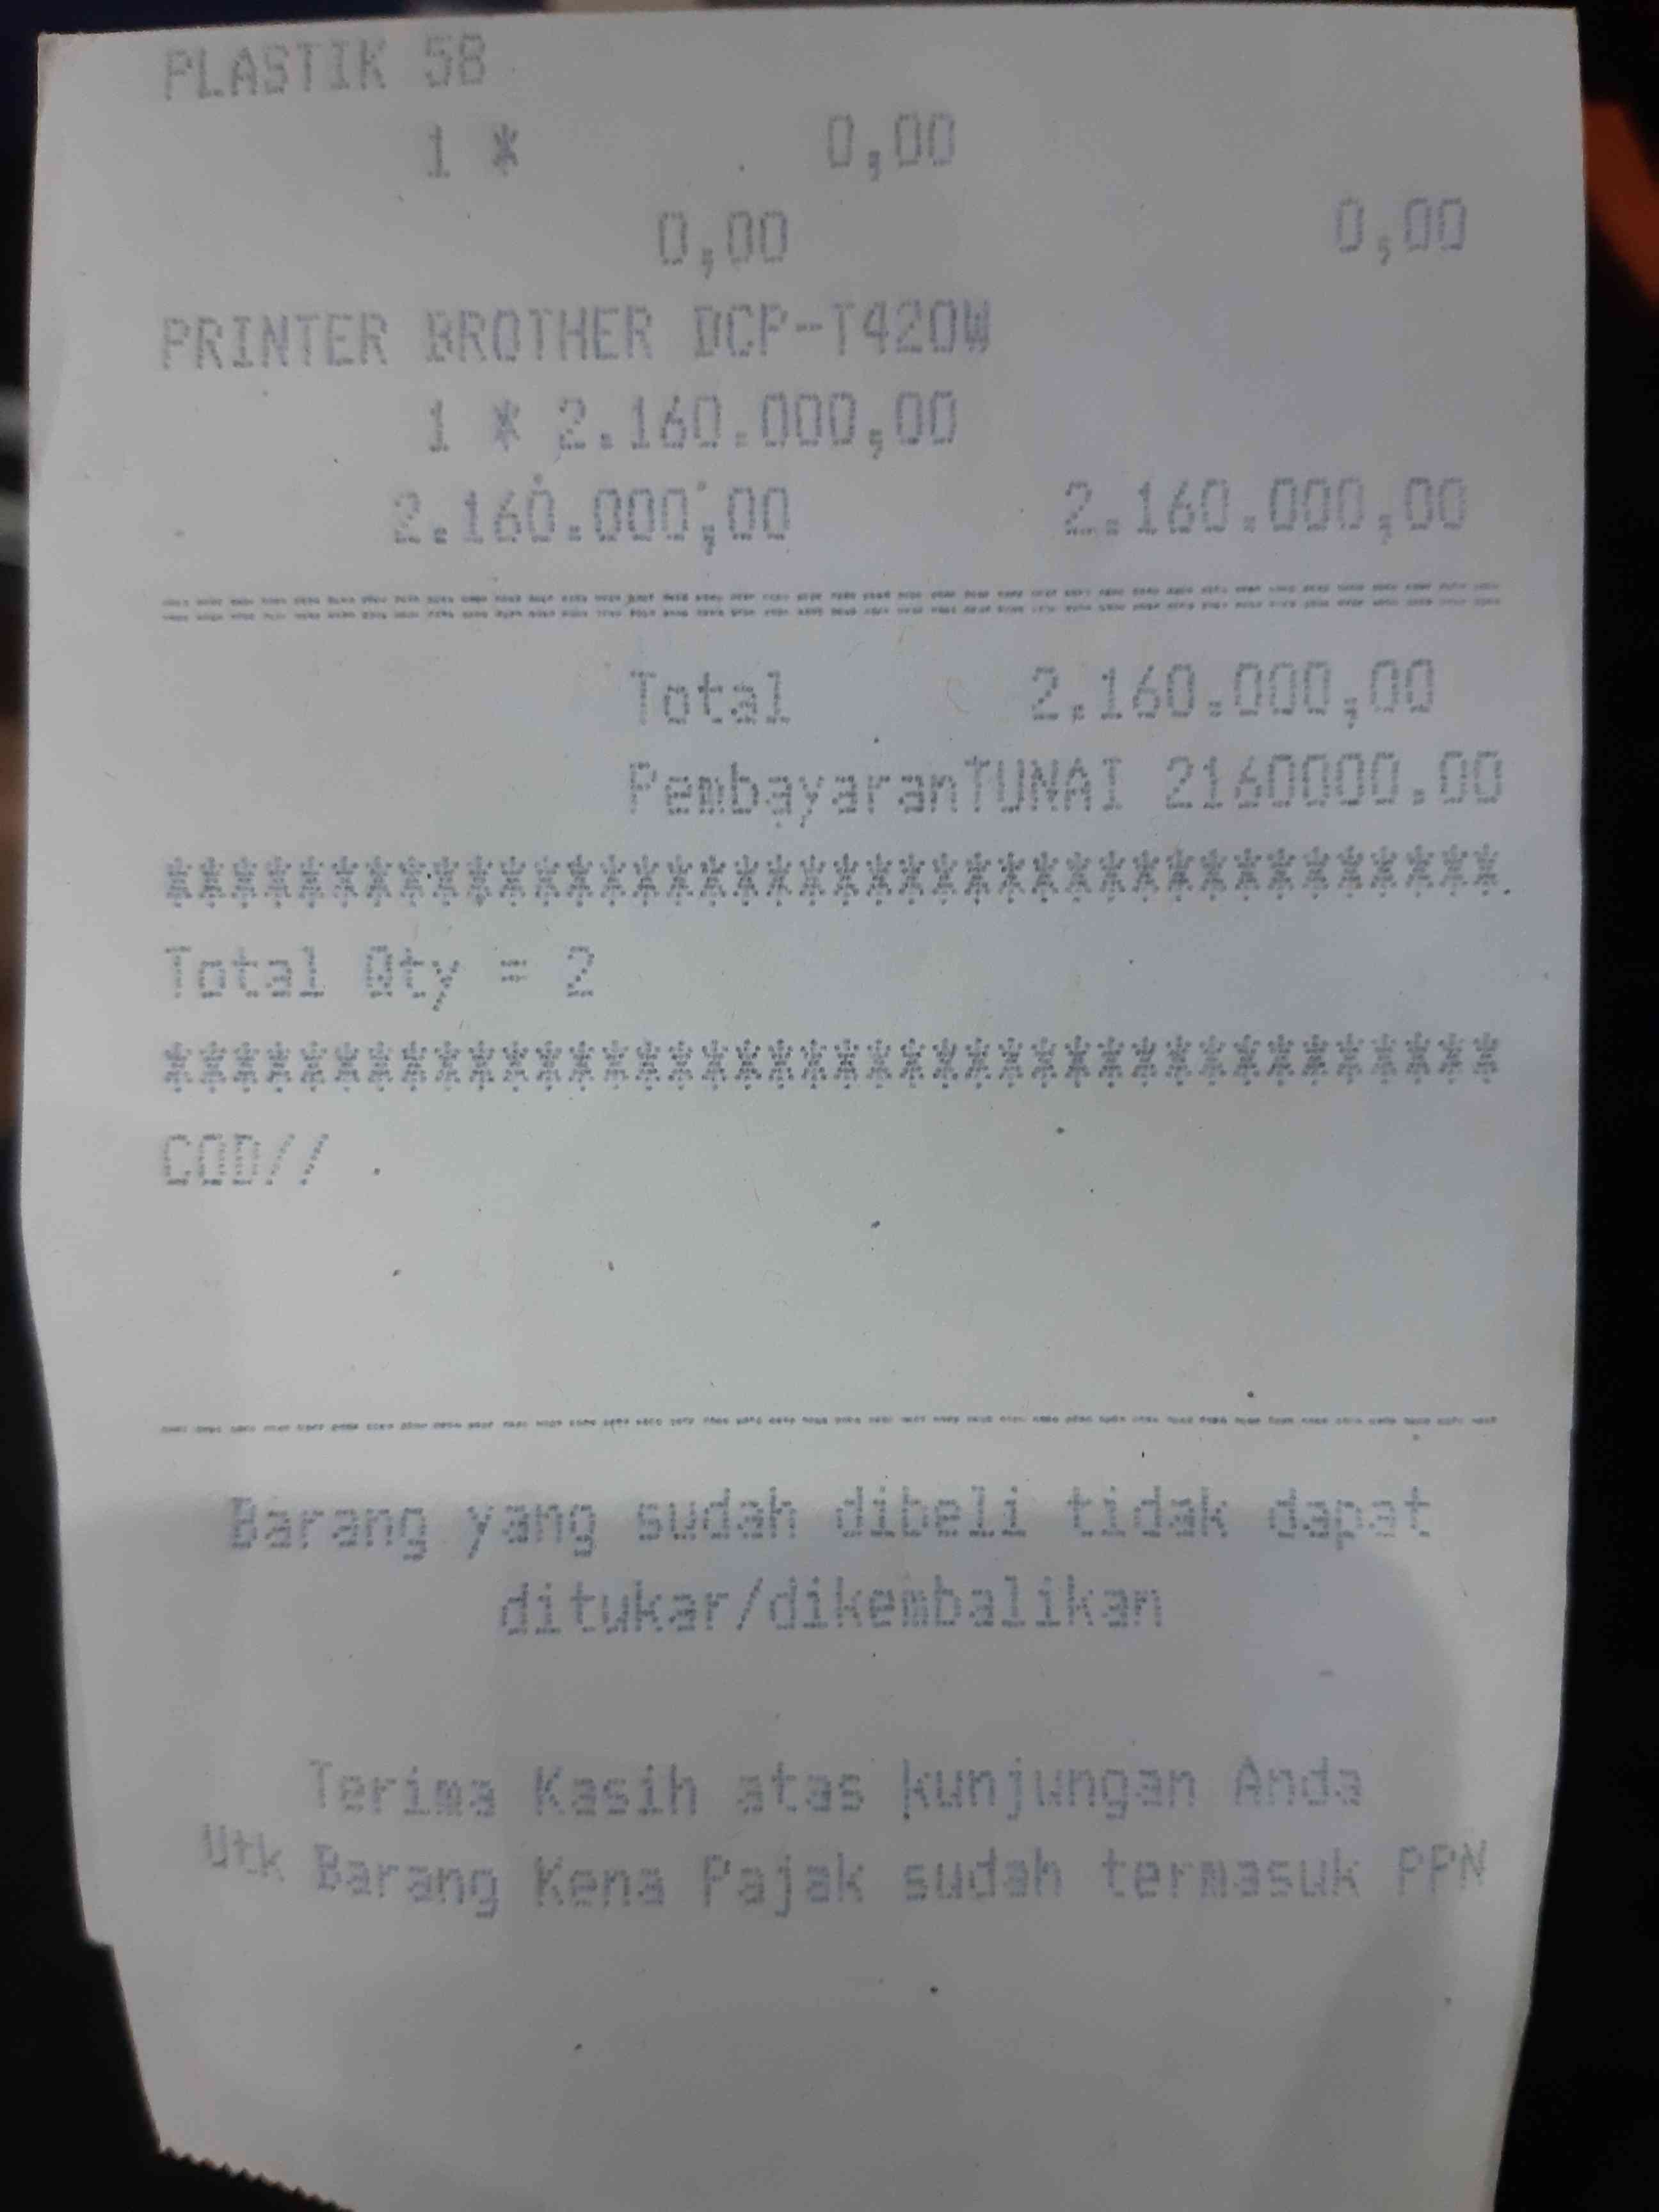 PLASTIK 58
1 * 0,00
0,00 0,00
PRINTER BROTHER DCP-T420W
1 * 2.160.000,00
2.160.000,00 2.160.000,00
Total 2.160.000,00
PembayaranTUNAI 2160000.00
****************************************
Total Qty = 2
****************************************
COD//
Barang yang sudah dibeli tidak dapat
ditukar/dikembalikan
Terima Kasih atas kunjungan Anda
Utk Barang Kena Pajak sudah termasuk PPN